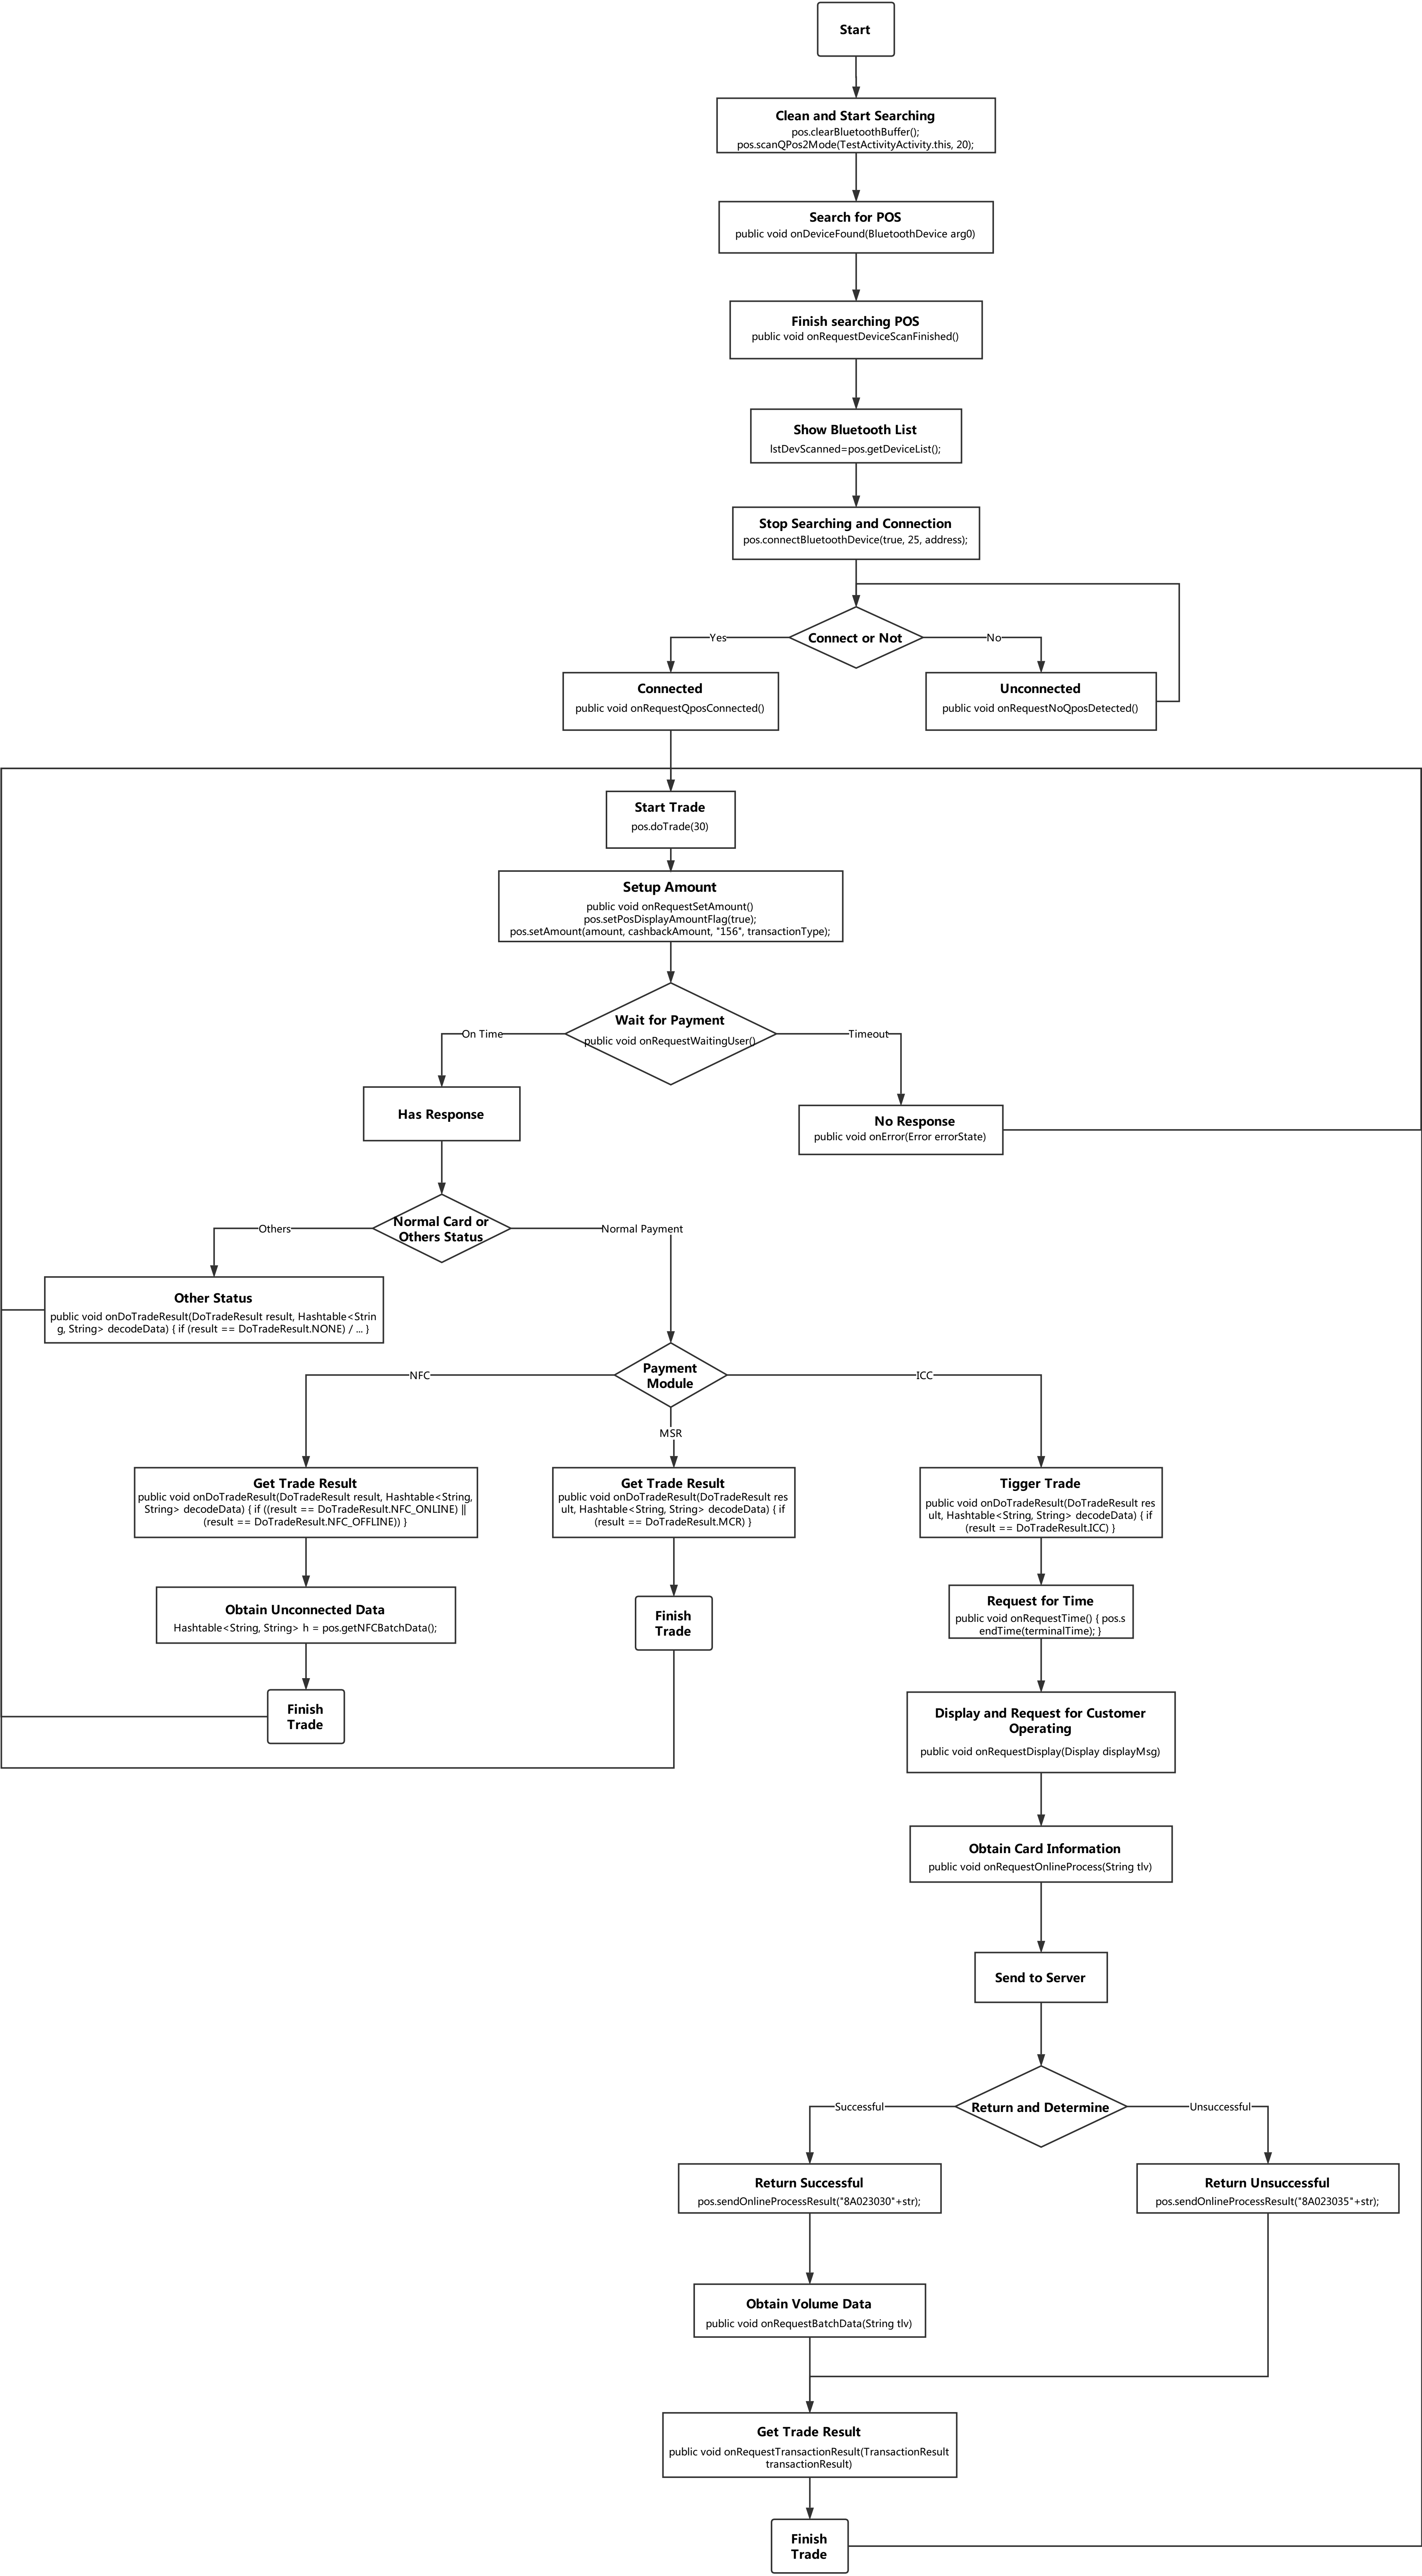 Start
Clean and Start Searching
pos.clearBluetoothBuffer();
pos.scanQPos2Mode(TestActivityActivity.this, 20);
Search for POS
public void onDeviceFound(BluetoothDevice arg0)
Finish searching POS
public void onRequestDeviceScanFinished()
Show Bluetooth List
lstDevScanned=pos.getDeviceList();
Stop Searching and Connection
pos.connectBluetoothDevice(true, 25, address);
Connect or Not
Yes
No
Connected
public void onRequestQposConnected()
Unconnected
public void onRequestNoQposDetected()
Start Trade
pos.doTrade(30)
Setup Amount
public void onRequestSetAmount()
pos.setPosDisplayAmountFlag(true);
pos.setAmount(amount, cashbackAmount, "156", transactionType);
Wait for Payment
public void onRequestWaitingUser()
On Time
Timeout
Has Response
No Response
public void onError(Error errorState)
Normal Card or
Others Status
Others
Normal Payment
Other Status
public void onDoTradeResult(DoTradeResult result, Hashtable<Strin
g, String> decodeData) { if (result == DoTradeResult.NONE) / ... }
Payment
Module
NFC
MSR
ICC
Get Trade Result
public void onDoTradeResult(DoTradeResult result, Hashtable<String,
String> decodeData) { if ((result == DoTradeResult.NFC_ONLINE) ||
(result == DoTradeResult.NFC_OFFLINE)) }
Get Trade Result
public void onDoTradeResult(DoTradeResult res
ult, Hashtable<String, String> decodeData) { if
(result == DoTradeResult.MCR) }
Tigger Trade
public void onDoTradeResult(DoTradeResult res
ult, Hashtable<String, String> decodeData) { if
(result == DoTradeResult.ICC) }
Obtain Unconnected Data
Hashtable<String, String> h = pos.getNFCBatchData();
Finish
Trade
Request for Time
public void onRequestTime() { pos.s
endTime(terminalTime); }
Finish
Trade
Display and Request for Customer
Operating
public void onRequestDisplay(Display displayMsg)
Obtain Card Information
public void onRequestOnlineProcess(String tlv)
Send to Server
Return and Determine
Successful
Unsuccessful
Return Successful
pos.sendOnlineProcessResult("8A023030"+str);
Return Unsuccessful
pos.sendOnlineProcessResult("8A023035"+str);
Obtain Volume Data
public void onRequestBatchData(String tlv)
Get Trade Result
public void onRequestTransactionResult(TransactionResult
transactionResult)
Finish
Trade